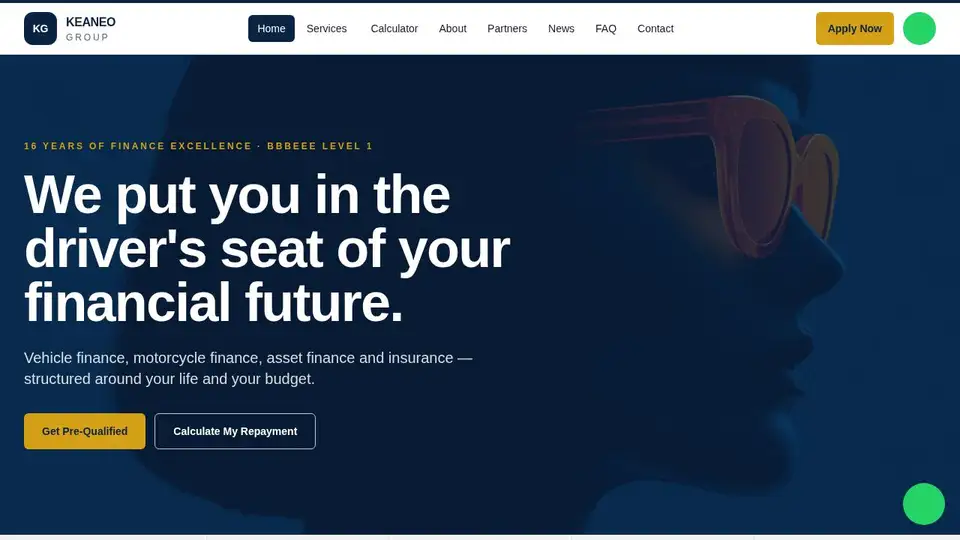 KG
KEANEO
GROUP
Home
Services
Calculator
About
Partners
News
FAQ
Contact
Apply Now
16 YEARS OF FINANCE EXCELLENCE · BBBEEE LEVEL 1
We put you in the
driver's seat of your
financial future.
Vehicle finance, motorcycle finance, asset finance and insurance —
structured around your life and your budget.
Get Pre-Qualified
Calculate My Repayment